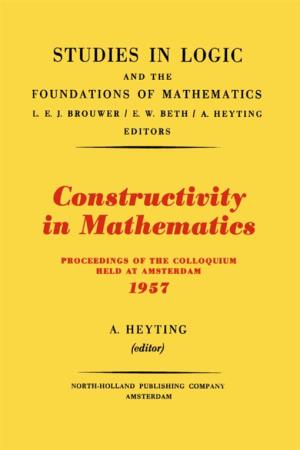 STUDIES IN LOGIC
AND THE
FOUNDATIONS OF MATHEMATICS
L. E. J. BROUWER / E. W. BETH / A. HEYTING
EDITORS
Constructivity
in Mathematics
PROCEEDINGS OF THE COLLOQUIUM
HELD AT AMSTERDAM
1957
A. HEYTING
(editor)
NORTH-HOLLAND PUBLISHING COMPANY
AMSTERDAM